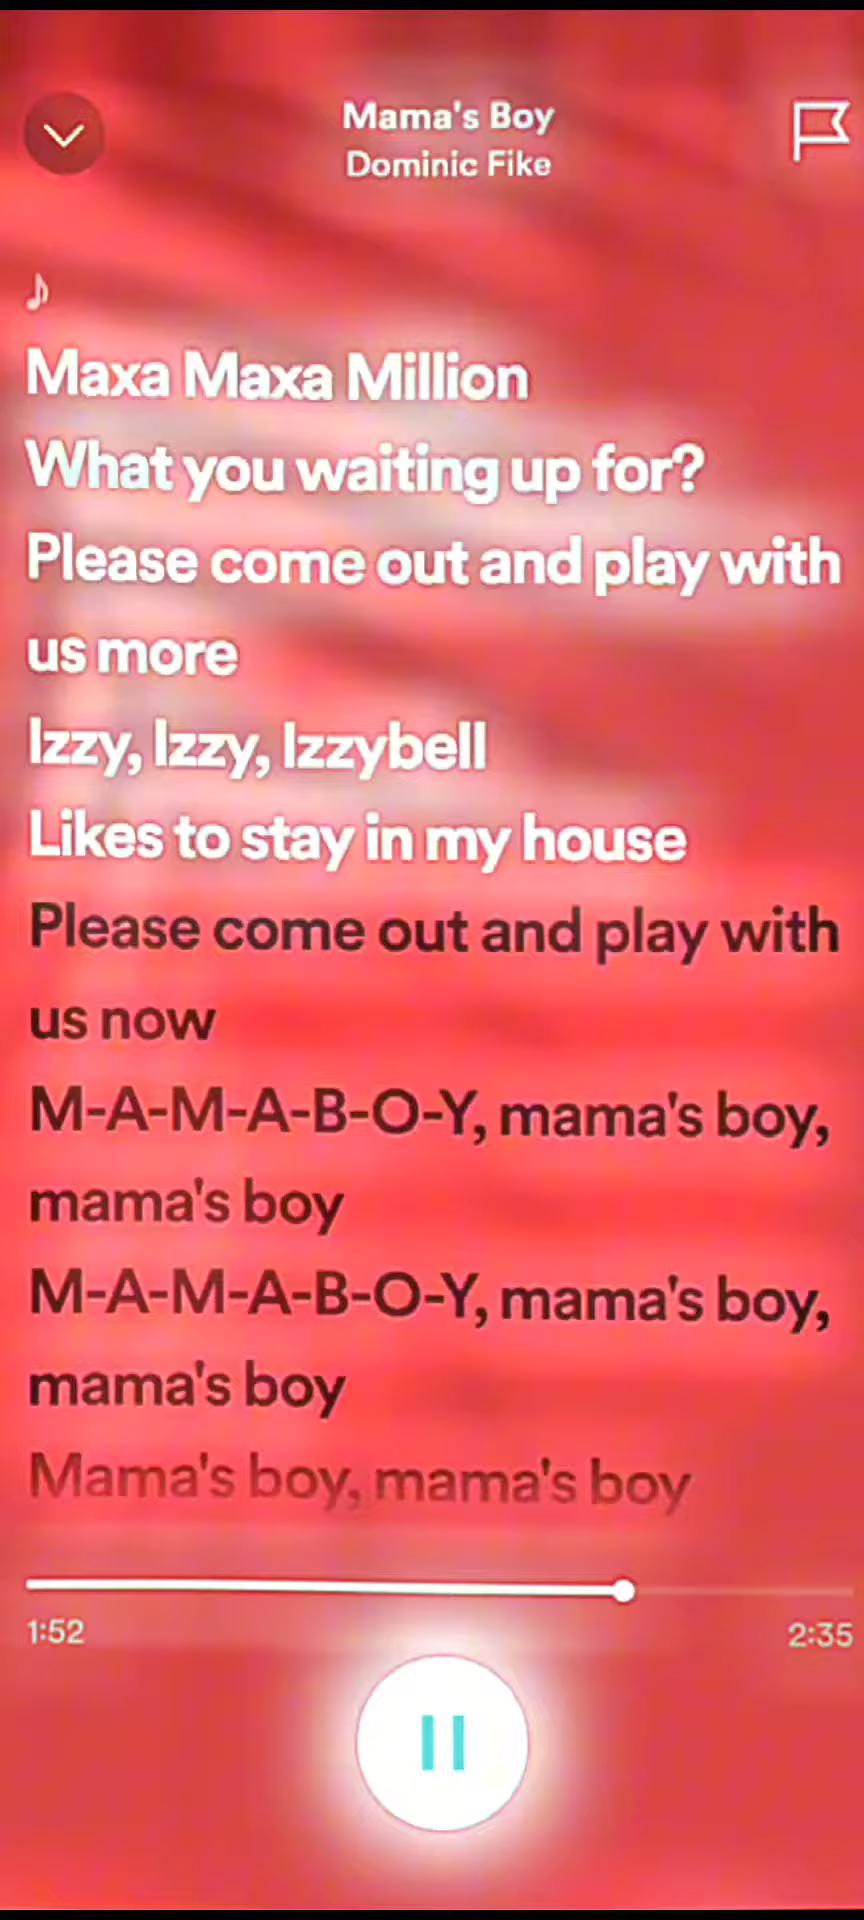 Mama's Boy
Dominic Fike
♪
Maxa Maxa Million
What you waiting up for?
Please come out and play with
us more
Izzy, Izzy, Izzybell
Likes to stay in my house
Please come out and play with
us now
M-A-M-A-B-O-Y, mama's boy,
mama's boy
M-A-M-A-B-O-Y, mama's boy,
mama's boy
Mama's boy, mama's boy
1:52
2:35